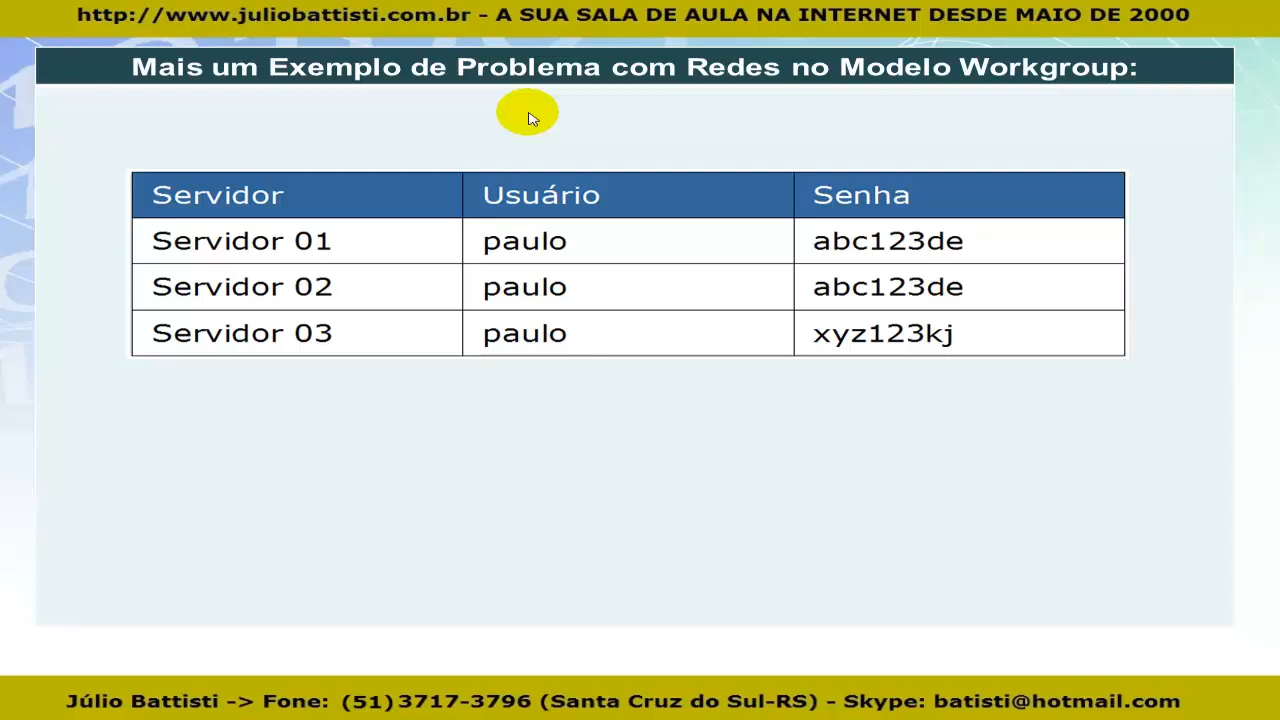 http://www.juliobattisti.com.br - A SUA SALA DE AULA NA INTERNET DESDE MAIO DE 2000
Mais um Exemplo de Problema com Redes no Modelo Workgroup:
Servidor Usuário Senha
Servidor 01 paulo abc123de
Servidor 02 paulo abc123de
Servidor 03 paulo xyz123kj
Júlio Battisti -> Fone: (51) 3717-3796 (Santa Cruz do Sul-RS) - Skype: batisti@hotmail.com